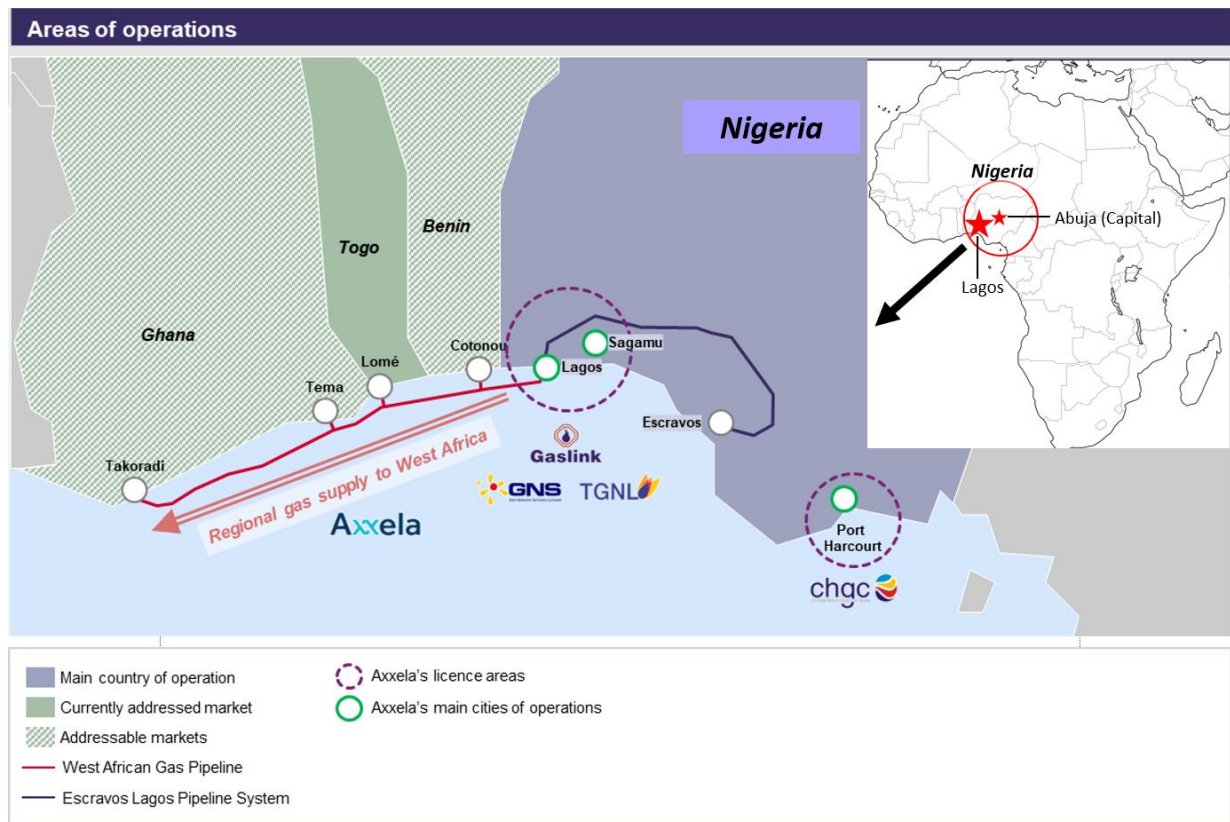 Areas of operations
Nigeria
Nigeria
Abuja (Capital)
Lagos
Benin
Togo
Ghana
Cotonou
Sagamu
Lomé
Lagos
Tema
Escravos
Takoradi
Regional gas supply to West Africa
Gaslink
GNS
TGNL
Axxela
Port
Harcourt
chgc
Main country of operation
Axxela's licence areas
Currently addressed market
Axxela's main cities of operations
Addressable markets
West African Gas Pipeline
Escravos Lagos Pipeline System